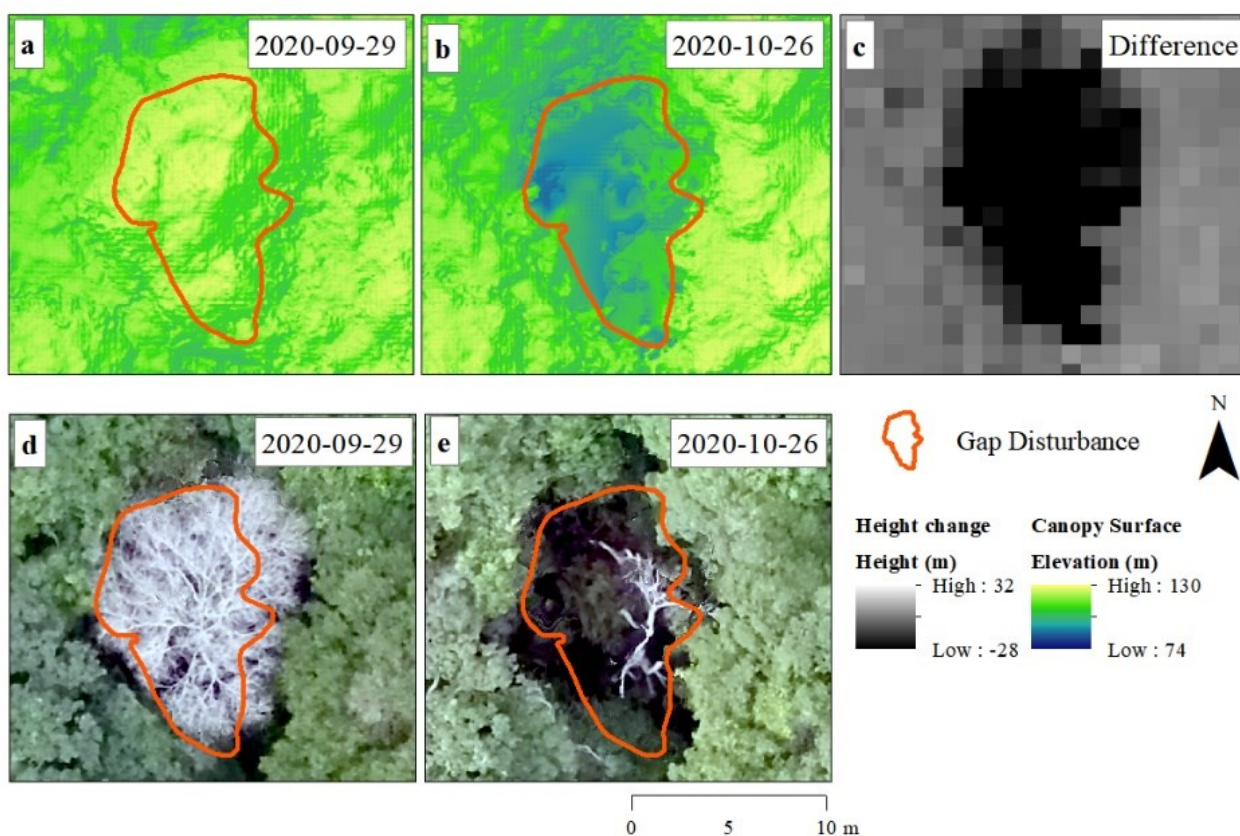 a
2020-09-29
b
2020-10-26
c
Difference
d
2020-09-29
e
2020-10-26
Gap Disturbance
N
Height change
Height (m)
High : 32
Low : -28
Canopy Surface
Elevation (m)
High : 130
Low : 74
0 5 10 m